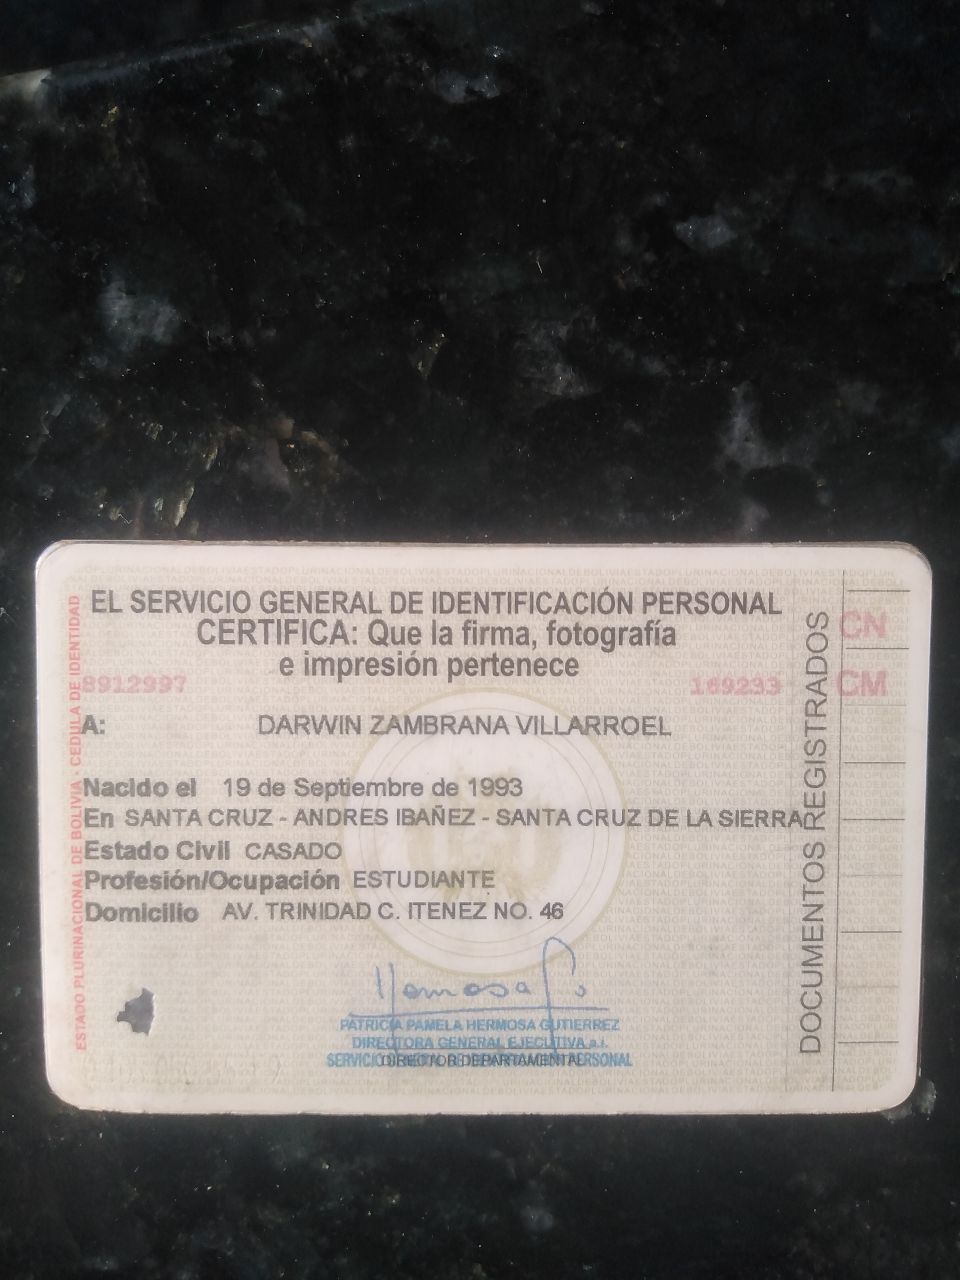 EL SERVICIO GENERAL DE IDENTIFICACIÓN PERSONAL
CERTIFICA: Que la firma, fotografía
e impresión pertenece
8912997 169233
A: DARWIN ZAMBRANA VILLARROEL
Nacido el 19 de Septiembre de 1993
En SANTA CRUZ - ANDRES IBAÑEZ - SANTA CRUZ DE LA SIERRA
Estado Civil CASADO
Profesión/Ocupación ESTUDIANTE
Domicilio AV. TRINIDAD C. ITENEZ NO. 46
Hermosa
PATRICIA PAMELA HERMOSA GUTIERREZ
DIRECTORA GENERAL EJECUTIVA a.i.
SERVICIO PERSONAL
DIRECTOR DEPARTAMENTAL
ESTADO PLURINACIONAL DE BOLIVIA - CEDULA DE IDENTIDAD
DOCUMENTOS REGISTRADOS
CN
CM